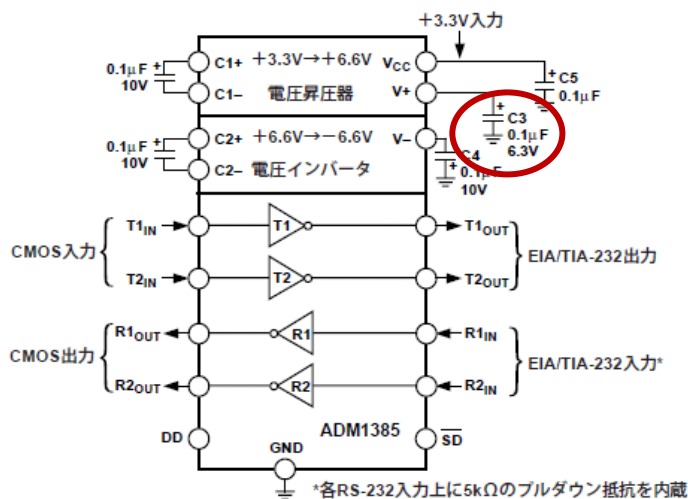 +3.3V入力
0.1μF
10V
C1+ +3.3V→+6.6V VCC
C1– 電圧昇圧器 V+
C5
0.1μF
C3
0.1μF
6.3V
0.1μF
10V
C2+ +6.6V→−6.6V V–
C2– 電圧インバータ
C4
0.1μF
10V
CMOS入力
T1IN T1 T1OUT
T2IN T2 T2OUT
EIA/TIA-232出力
CMOS出力
R1OUT R1 R1IN
R2OUT R2 R2IN
EIA/TIA-232入力*
DD GND ADM1385 SD
*各RS-232入力上に5kΩのプルダウン抵抗を内蔵